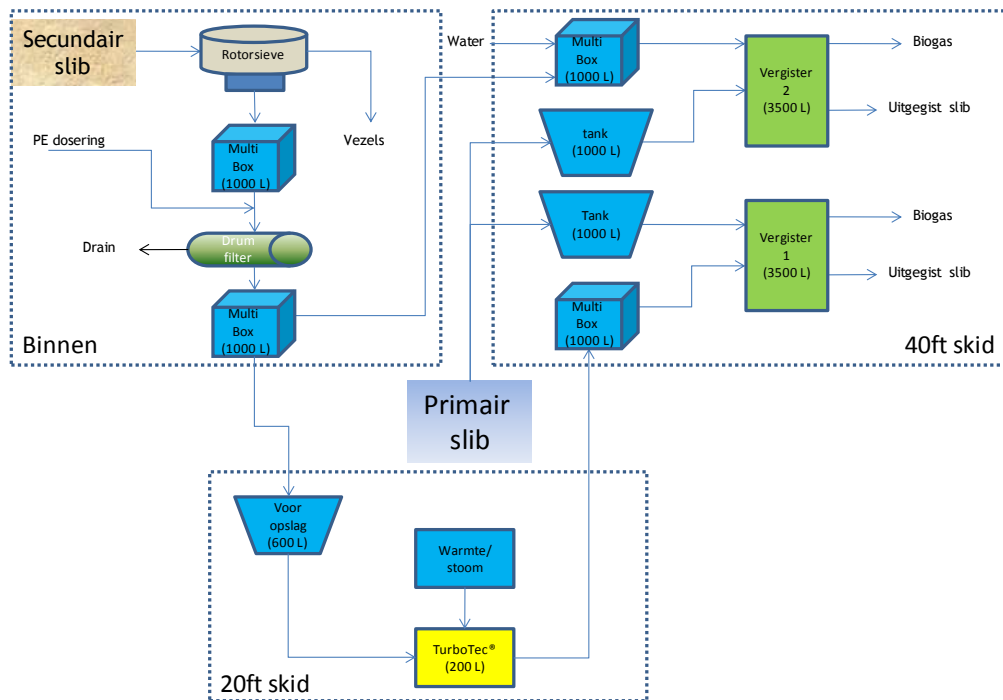 Secundair
slib
Rotorsieve
PE dosering
Vezels
Multi
Box
(1000 L)
Drain
Drum
filter
Multi
Box
(1000 L)
Binnen
Water
Multi
Box
(1000 L)
Vergister
2
(3500 L)
Biogas
Uitgegist slib
tank
(1000 L)
Tank
(1000 L)
Vergister
1
(3500 L)
Biogas
Uitgegist slib
Multi
Box
(1000 L)
40ft skid
Primair
slib
Voor
opslag
(600 L)
Warmte/
stoom
TurboTec®
(200 L)
20ft skid